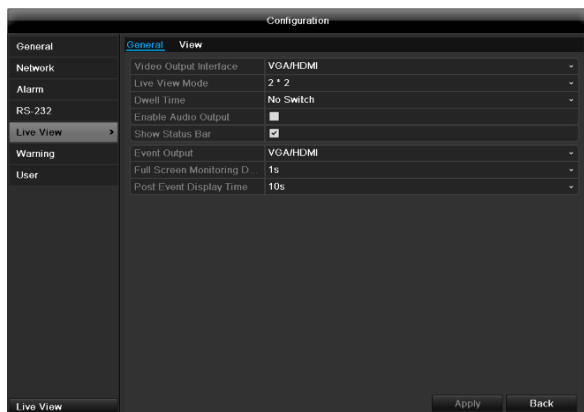 Configuration
General
Network
Alarm
RS-232
Live View >
Warning
User
General View
Video Output Interface VGA/HDMI
Live View Mode 2 * 2
Dwell Time No Switch
Enable Audio Output
Show Status Bar
Event Output VGA/HDMI
Full Screen Monitoring D... 1s
Post Event Display Time 10s
Live View
Apply Back